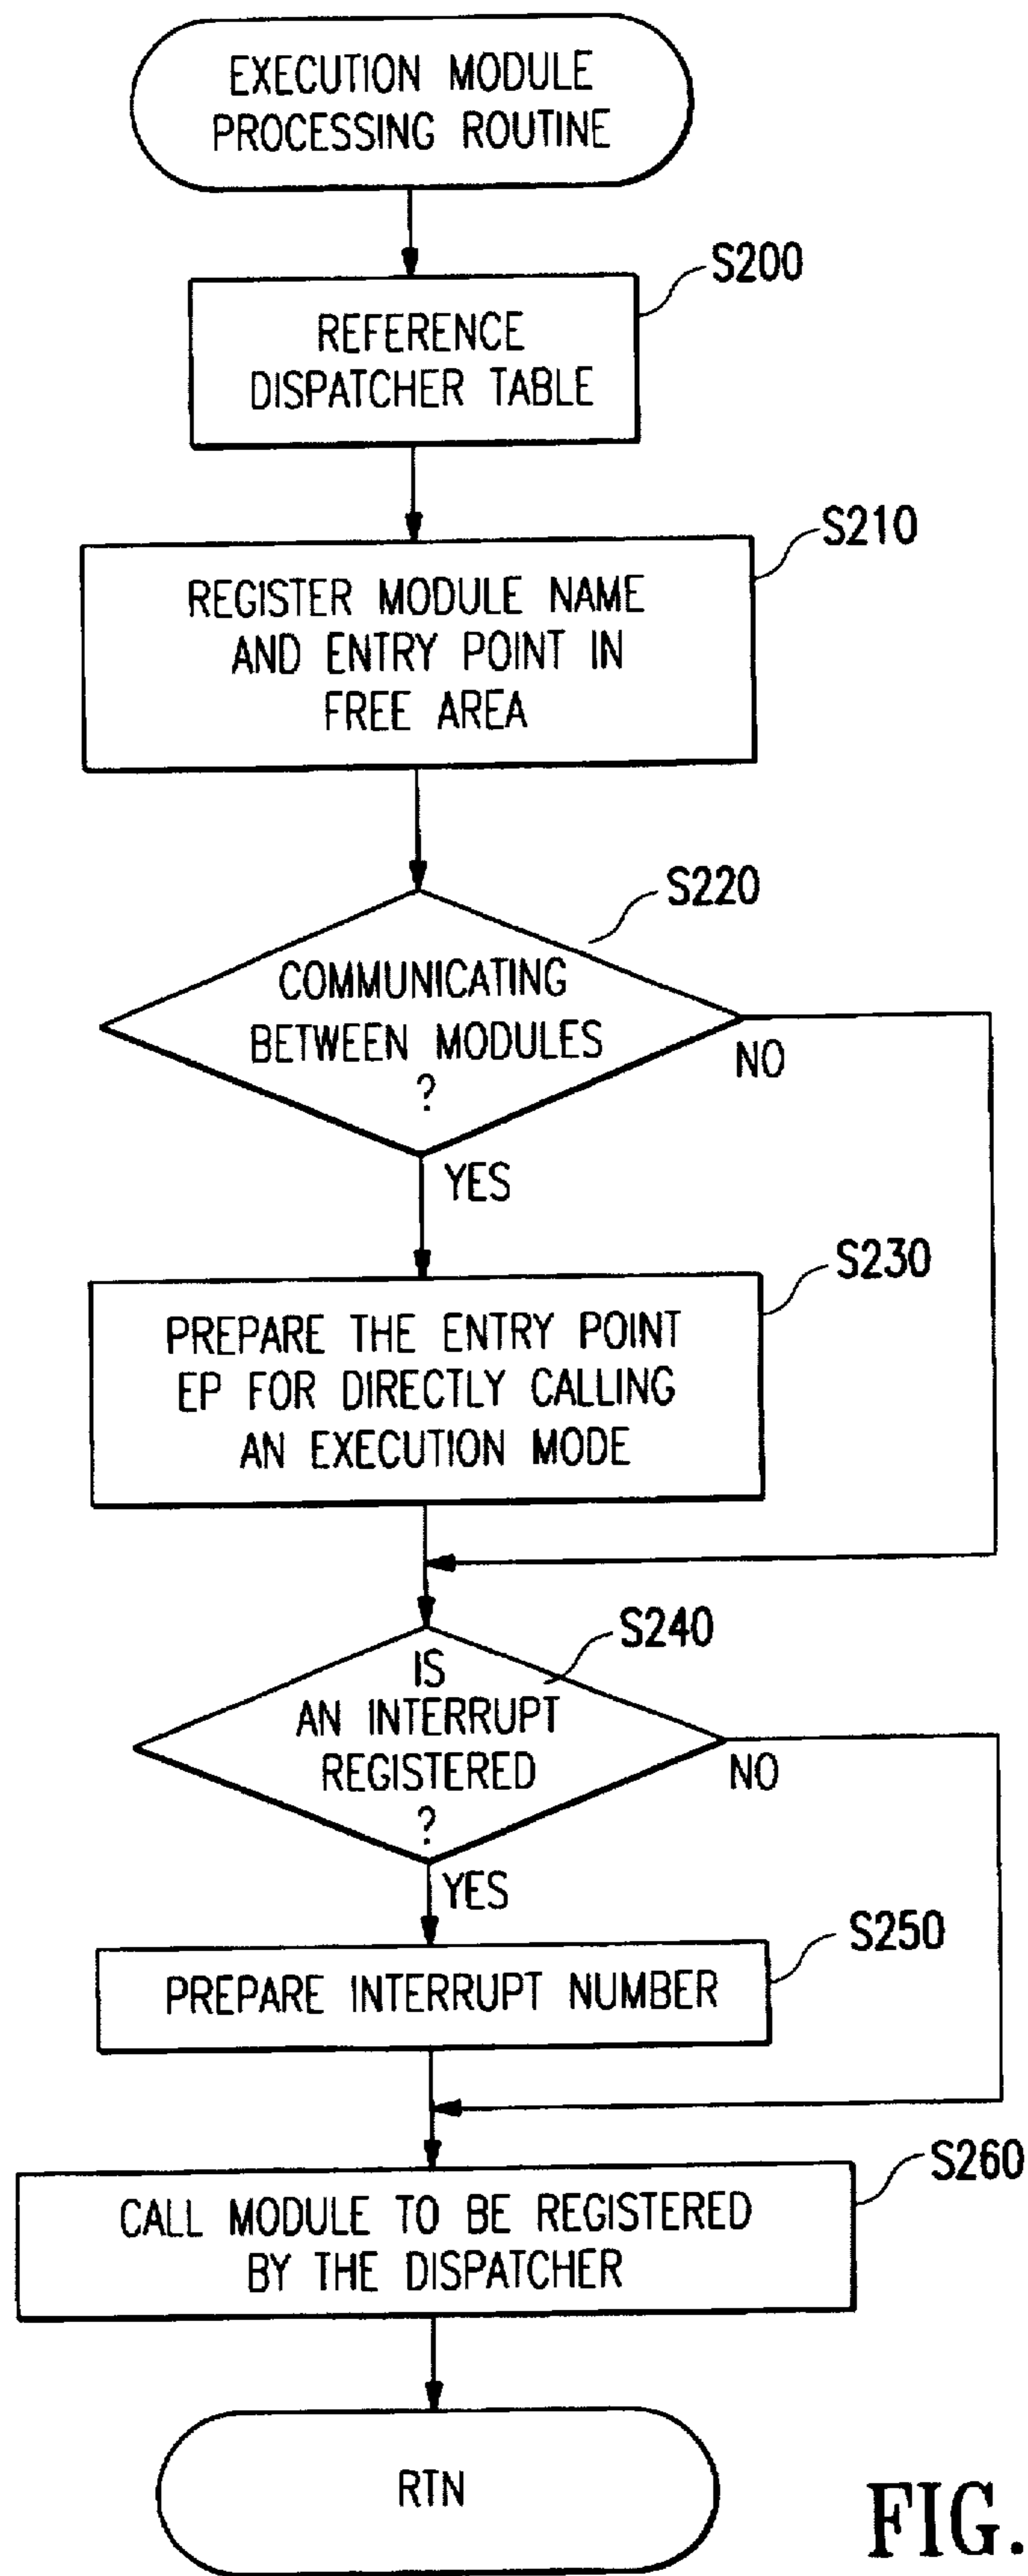 EXECUTION MODULE
PROCESSING ROUTINE
S200
REFERENCE
DISPATCHER TABLE
S210
REGISTER MODULE NAME
AND ENTRY POINT IN
FREE AREA
S220
COMMUNICATING
BETWEEN MODULES
?
NO
YES
S230
PREPARE THE ENTRY POINT
EP FOR DIRECTLY CALLING
AN EXECUTION MODE
S240
IS
AN INTERRUPT
REGISTERED
?
NO
YES
S250
PREPARE INTERRUPT NUMBER
S260
CALL MODULE TO BE REGISTERED
BY THE DISPATCHER
RTN
FIG.